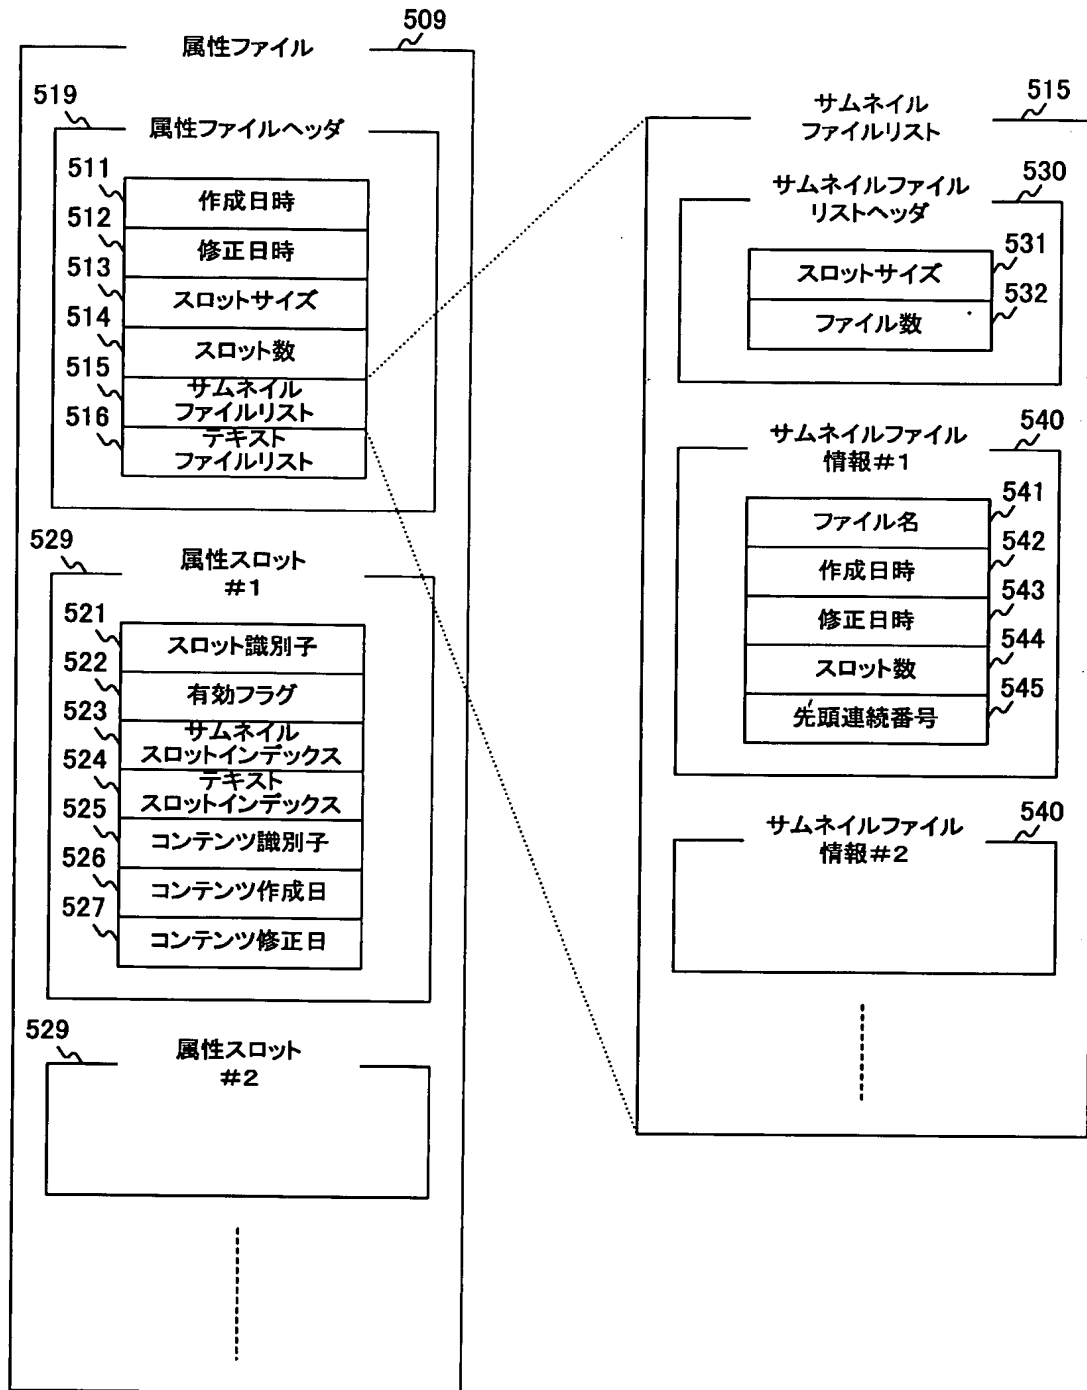 509
属性ファイル
519
属性ファイルヘッダ
511
作成日時
512
修正日時
513
スロットサイズ
514
スロット数
515
サムネイル
ファイルリスト
516
テキスト
ファイルリスト
529
属性スロット
#1
521
スロット識別子
522
有効フラグ
523
サムネイル
スロットインデックス
524
テキスト
スロットインデックス
525
コンテンツ識別子
526
コンテンツ作成日
527
コンテンツ修正日
529
属性スロット
#2
サムネイル
ファイルリスト
515
サムネイルファイル
リストヘッダ
530
スロットサイズ
531
ファイル数
532
サムネイルファイル
情報#1
540
ファイル名
541
作成日時
542
修正日時
543
スロット数
544
先頭連続番号
545
サムネイルファイル
情報#2
540